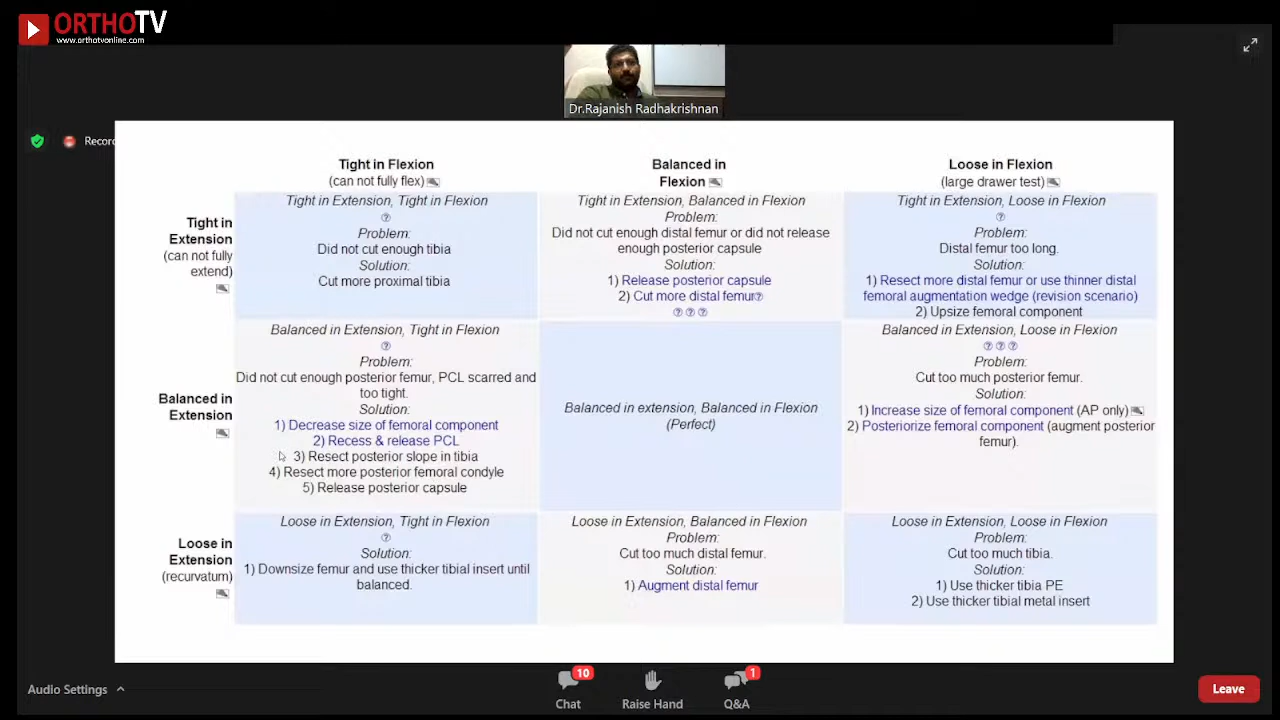 ORTHOTV
www.orthotvonline.com
Dr.Rajanish Radhakrishnan
Record
Tight in Flexion
(can not fully flex)
Balanced in
Flexion
Loose in Flexion
(large drawer test)
Tight in
Extension
(can not fully
extend)
Tight in Extension, Tight in Flexion
Problem:
Did not cut enough tibia
Solution:
Cut more proximal tibia
Tight in Extension, Balanced in Flexion
Problem:
Did not cut enough distal femur or did not release
enough posterior capsule
Solution:
1) Release posterior capsule
2) Cut more distal femur
Tight in Extension, Loose in Flexion
Problem:
Distal femur too long.
Solution:
1) Resect more distal femur or use thinner distal
femoral augmentation wedge (revision scenario)
2) Upsize femoral component
Balanced in
Extension
Balanced in Extension, Tight in Flexion
Problem:
Did not cut enough posterior femur, PCL scarred and
too tight.
Solution:
1) Decrease size of femoral component
2) Recess & release PCL
3) Resect posterior slope in tibia
4) Resect more posterior femoral condyle
5) Release posterior capsule
Balanced in extension, Balanced in Flexion
(Perfect)
Balanced in Extension, Loose in Flexion
Problem:
Cut too much posterior femur.
Solution:
1) Increase size of femoral component (AP only)
2) Posteriorize femoral component (augment posterior
femur).
Loose in
Extension
(recurvatum)
Loose in Extension, Tight in Flexion
Solution:
1) Downsize femur and use thicker tibial insert until
balanced.
Loose in Extension, Balanced in Flexion
Problem:
Cut too much distal femur.
Solution:
1) Augment distal femur
Loose in Extension, Loose in Flexion
Problem:
Cut too much tibia.
Solution:
1) Use thicker tibia PE
2) Use thicker tibial metal insert
Audio Settings
10
Chat
Raise Hand
1
Q&A
Leave